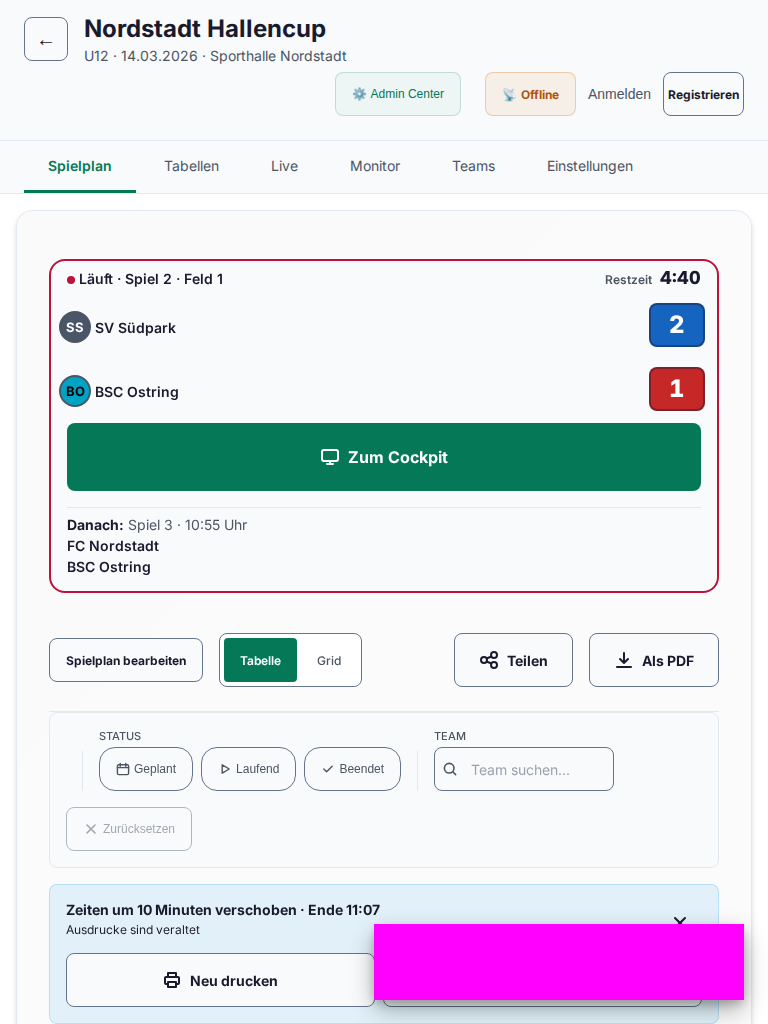 ←
Nordstadt Hallencup
U12 · 14.03.2026 · Sporthalle Nordstadt
Admin Center
Offline
Anmelden
Registrieren
Spielplan
Tabellen
Live
Monitor
Teams
Einstellungen
Läuft · Spiel 2 · Feld 1
Restzeit 4:40
SS SV Südpark 2
BO BSC Ostring 1
Zum Cockpit
Danach: Spiel 3 · 10:55 Uhr
FC Nordstadt
BSC Ostring
Spielplan bearbeiten
Tabelle
Grid
Teilen
Als PDF
STATUS
Geplant
Laufend
Beendet
TEAM
Team suchen...
Zurücksetzen
Zeiten um 10 Minuten verschoben · Ende 11:07
Ausdrucke sind veraltet
Neu drucken